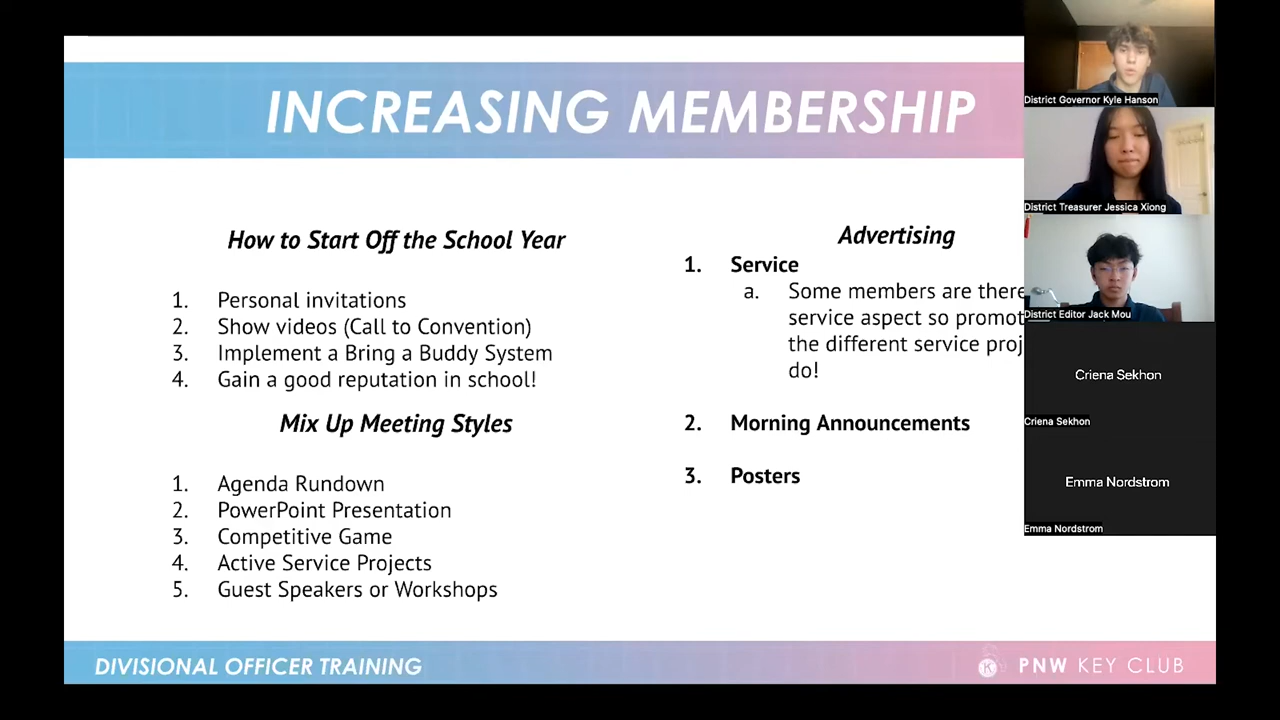 INCREASING MEMBERSHIP
How to Start Off the School Year
1. Personal invitations
2. Show videos (Call to Convention)
3. Implement a Bring a Buddy System
4. Gain a good reputation in school!
Mix Up Meeting Styles
1. Agenda Rundown
2. PowerPoint Presentation
3. Competitive Game
4. Active Service Projects
5. Guest Speakers or Workshops
Advertising
1. Service
a. Some members are there
service aspect so promot
the different service proj
do!
2. Morning Announcements
3. Posters
DIVISIONAL OFFICER TRAINING
K
PNW KEY CLUB
District Governor Kyle Hanson
District Treasurer Jessica Xiong
District Editor Jack Mou
Criena Sekhon
Criena Sekhon
Emma Nordstrom
Emma Nordstrom